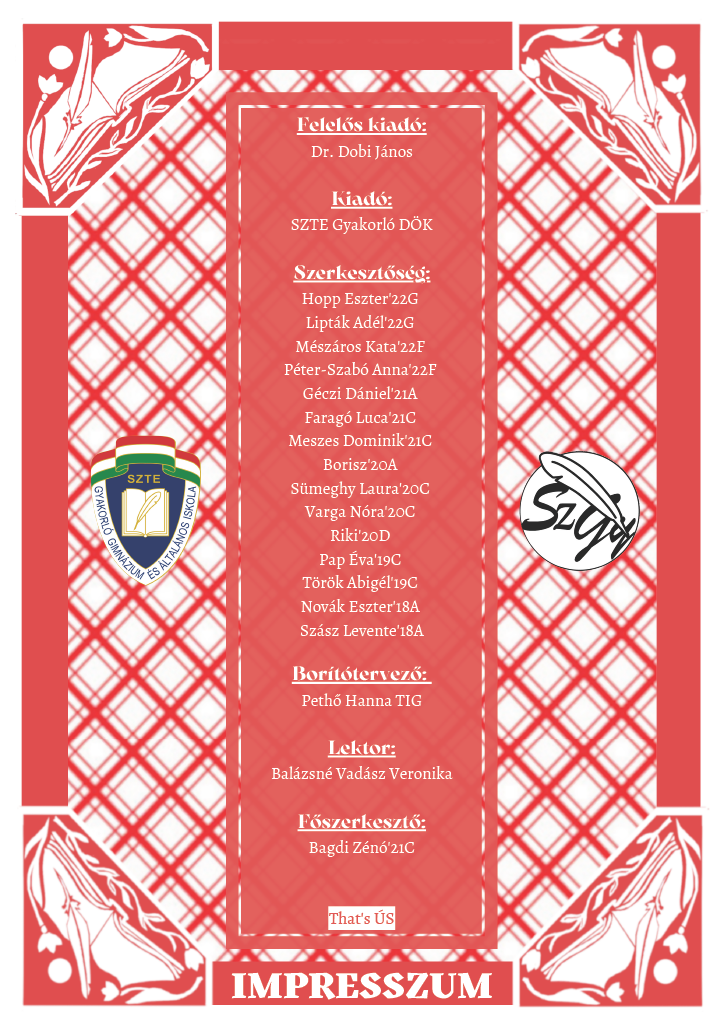 Felelős kiadó:
Dr. Dobi János
Kiadó:
SZTE Gyakorló DÖK
Szerkesztőség:
Hopp Eszter'22G
Lipták Adél'22G
Mészáros Kata'22F
Péter-Szabó Anna'22F
Géczi Dániel'21A
Faragó Luca'21C
Meszes Dominik'21C
Borisz'20A
Sümeghy Laura'20C
Varga Nóra'20C
Riki'20D
Pap Éva'19C
Török Abigél'19C
Novák Eszter'18A
Szász Levente'18A
Borítótervező:
Pethő Hanna TIG
Lektor:
Balázsné Vadász Veronika
Főszerkesztő:
Bagdi Zénó'21C
That's ÚS
IMPRESSZUM
SZTE
GYAKORLÓ GIMNÁZIUM ÉS ÁLTALÁNOS ISKOLA